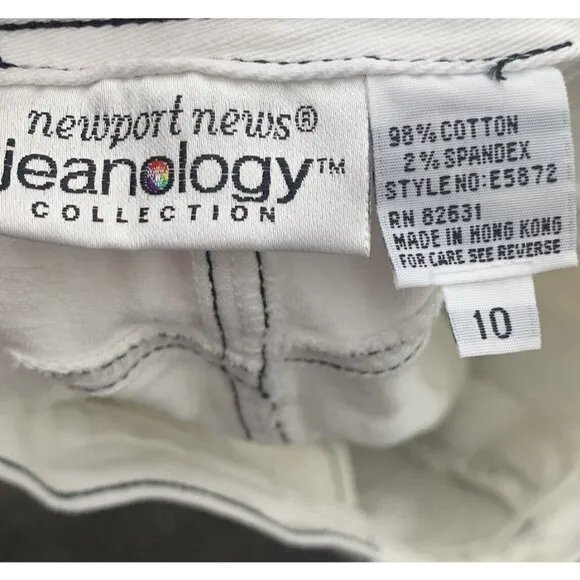 newport news®
jeanology™
COLLECTION
98% COTTON
2% SPANDEX
STYLE NO: E5872
RN 82631
MADE IN HONG KONG
FOR CARE SEE REVERSE
10